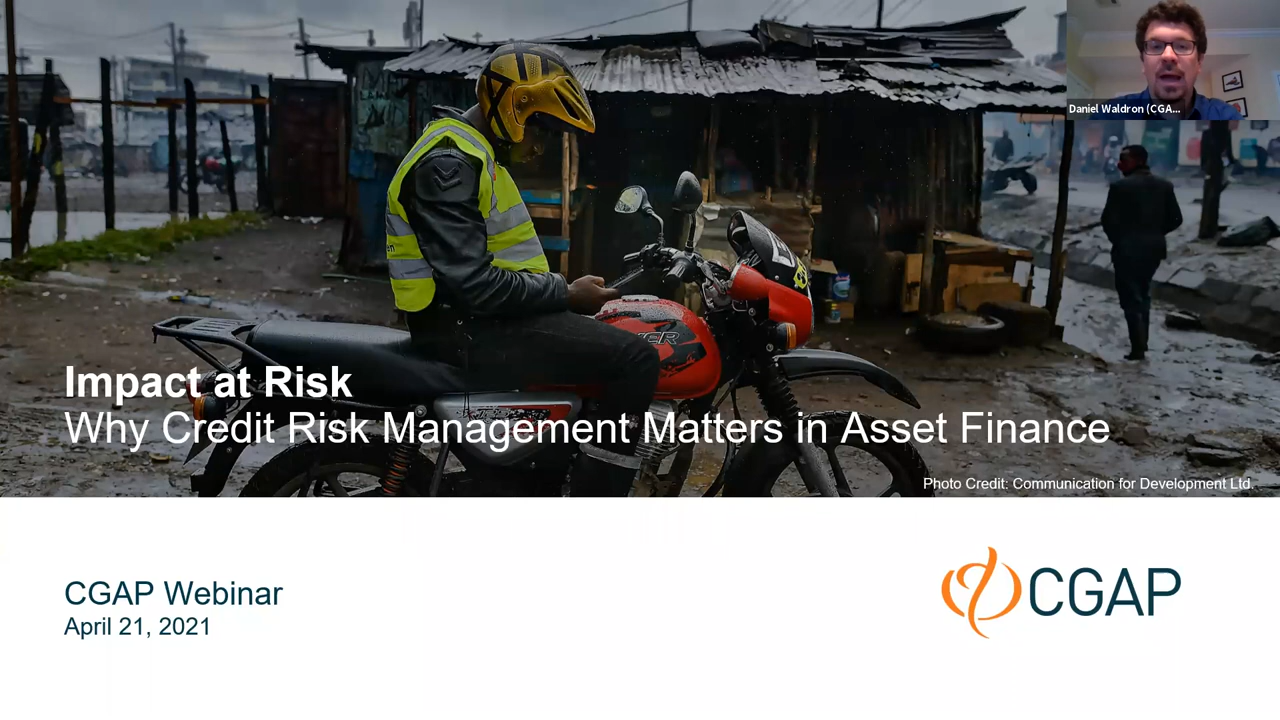 Daniel Waldron (CGA...
Impact at Risk
Why Credit Risk Management Matters in Asset Finance
Photo Credit: Communication for Development Ltd.
CGAP Webinar
April 21, 2021
CGAP